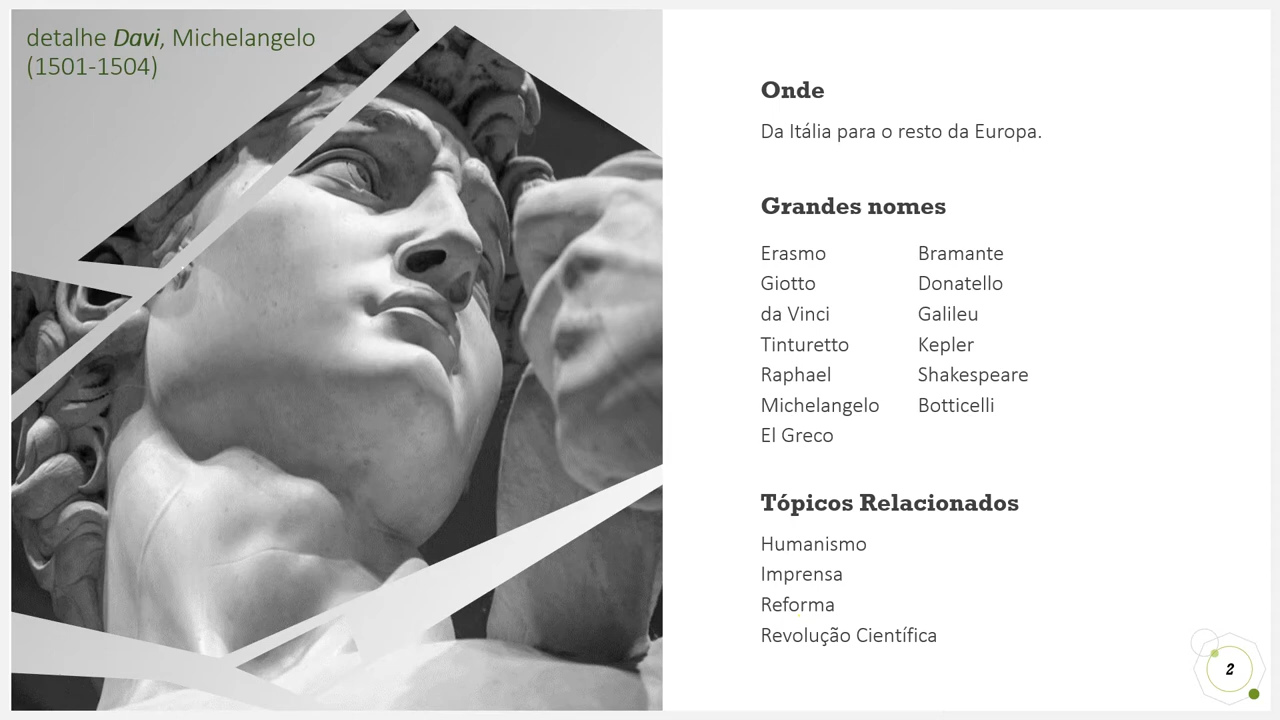 detalhe Davi, Michelangelo
(1501-1504)
Onde
Da Itália para o resto da Europa.
Grandes nomes
Erasmo
Giotto
da Vinci
Tinturetto
Raphael
Michelangelo
El Greco
Bramante
Donatello
Galileu
Kepler
Shakespeare
Botticelli
Tópicos Relacionados
Humanismo
Imprensa
Reforma
Revolução Científica
2